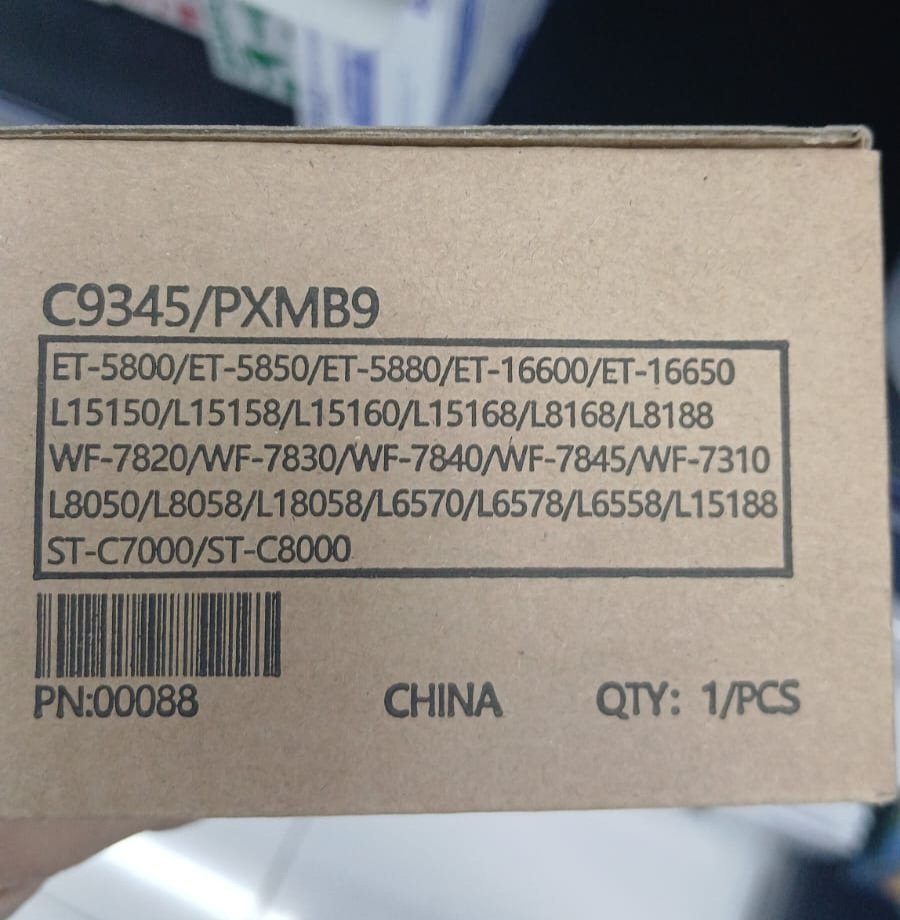 C9345/PXMB9
ET-5800/ET-5850/ET-5880/ET-16600/ET-16650
L15150/L15158/L15160/L15168/L8168/L8188
WF-7820/WF-7830/WF-7840/WF-7845/WF-7310
L8050/L8058/L18058/L6570/L6578/L6558/L15188
ST-C7000/ST-C8000
PN:00088 CHINA QTY: 1/PCS